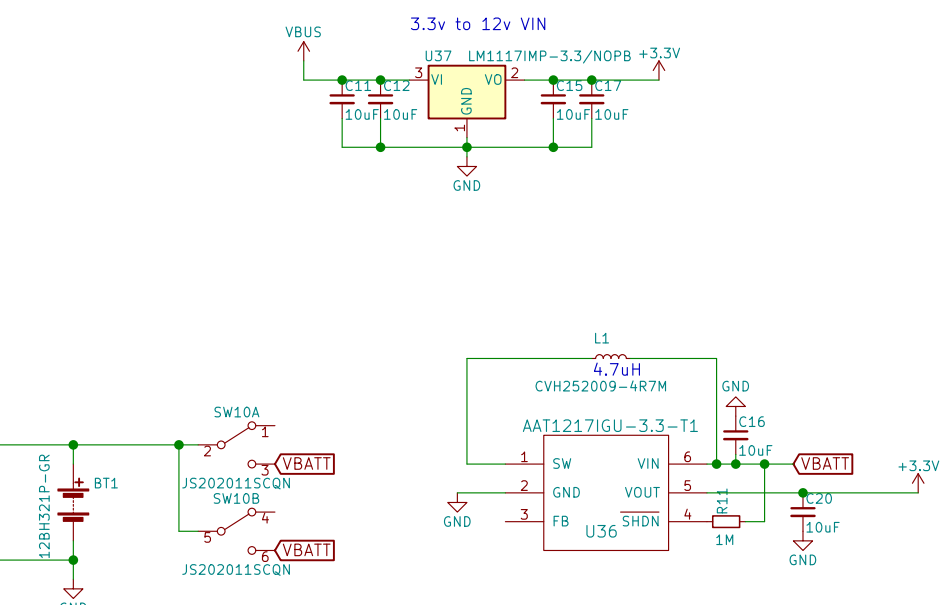 3.3v to 12v VIN
VBUS
U37 LM1117IMP-3.3/NOPB +3.3V
3 VI VO 2
C11 C12 C15 C17
GND
10uF 10uF 10uF 10uF
1
GND
L1
4.7uH
CVH252009-4R7M
GND
SW10A
1
2
3 VBATT
JS202011SCQN
SW10B
4
5
6 VBATT
JS202011SCQN
12BH321P-GR
+
BT1
GND
AAT1217IGU-3.3-T1
C16
10uF
1 SW VIN 6 VBATT
+3.3V
2 GND VOUT 5
GND
3 FB SHDN 4
U36
R11
1M
C20
10uF
GND